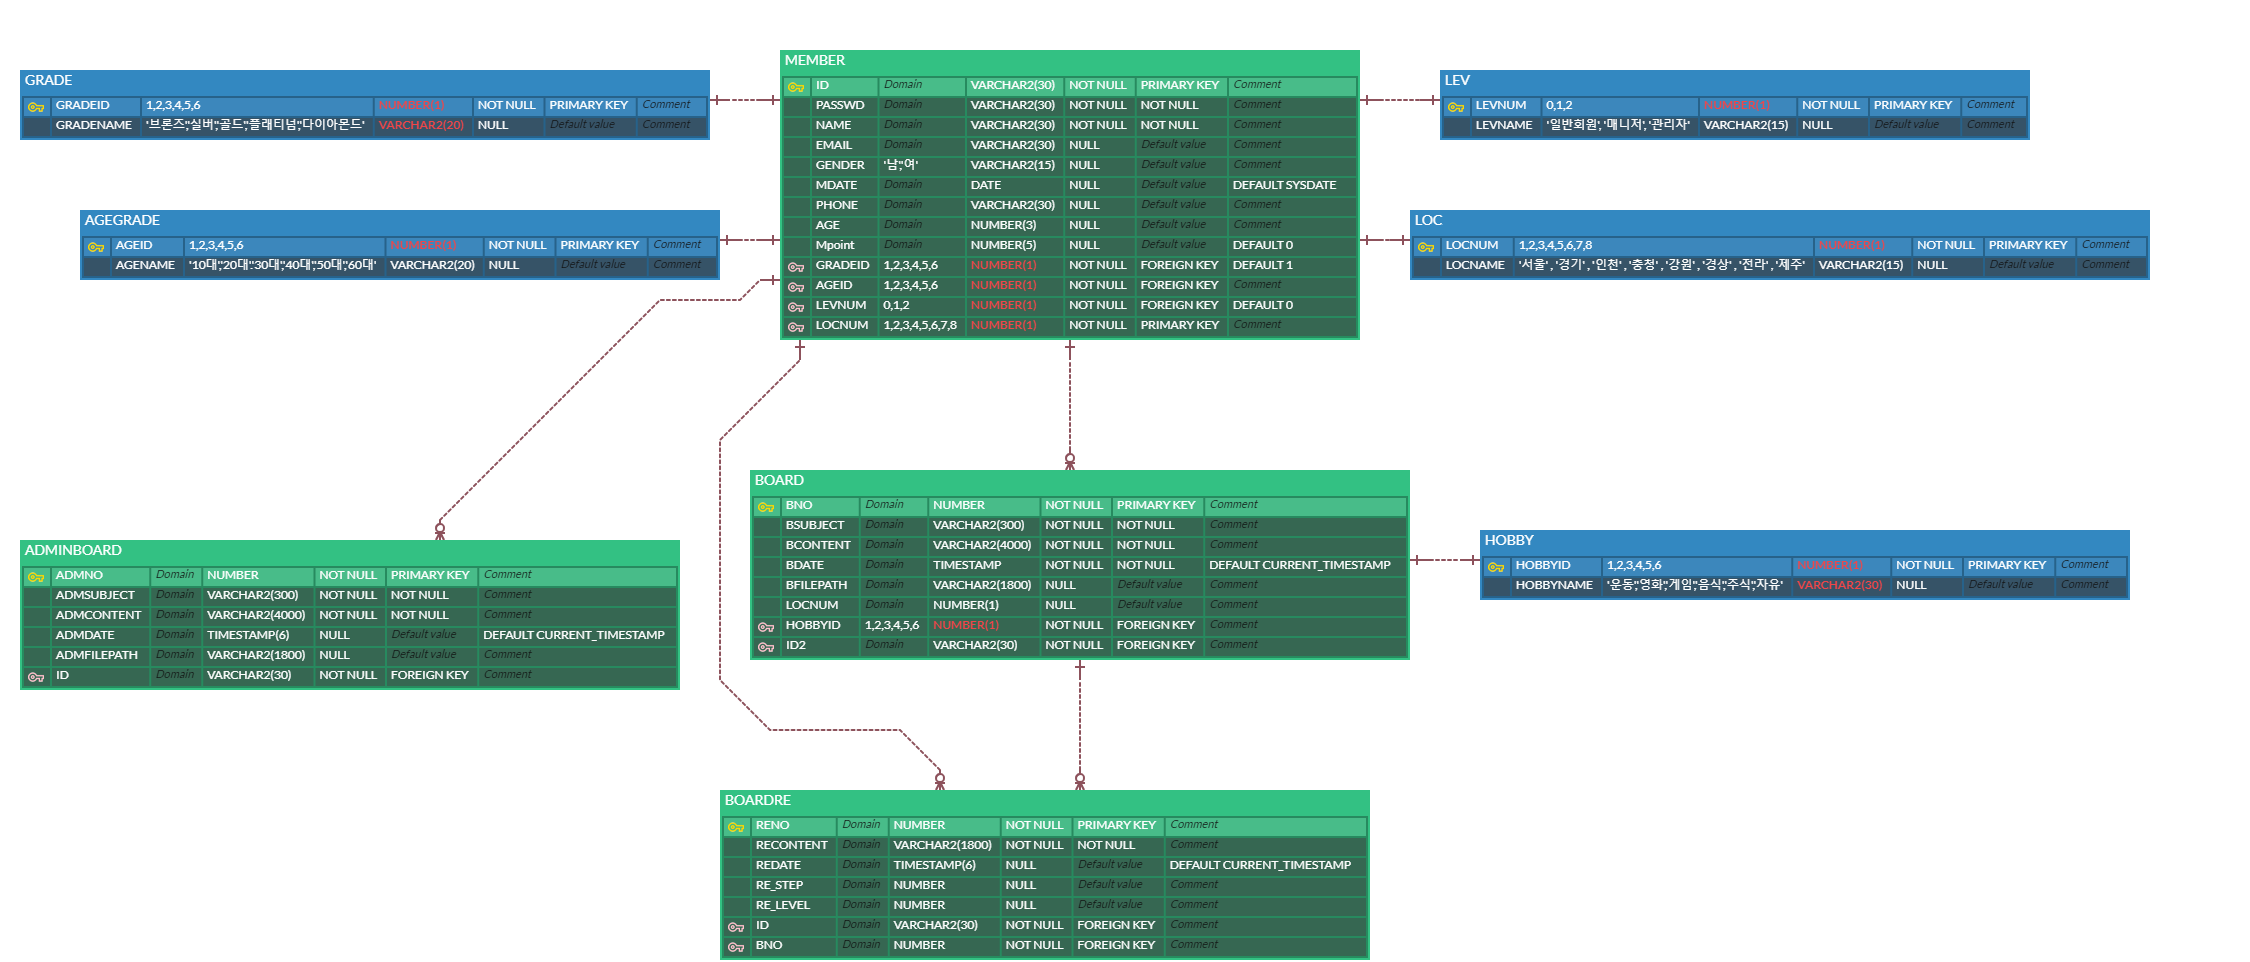 MEMBER
ID Domain VARCHAR2(30) NOT NULL PRIMARY KEY Comment
PASSWD Domain VARCHAR2(30) NOT NULL NOT NULL Comment
NAME Domain VARCHAR2(30) NOT NULL NOT NULL Comment
EMAIL Domain VARCHAR2(30) NULL Default value Comment
GENDER '남','여' VARCHAR2(15) NULL Default value Comment
MDATE Domain DATE NULL Default value DEFAULT SYSDATE
PHONE Domain VARCHAR2(30) NULL Default value Comment
AGE Domain NUMBER(3) NULL Default value Comment
Mpoint Domain NUMBER(5) NULL Default value DEFAULT 0
GRADEID 1,2,3,4,5,6 NUMBER(1) NOT NULL FOREIGN KEY DEFAULT 1
AGEID 1,2,3,4,5,6 NUMBER(1) NOT NULL FOREIGN KEY Comment
LEVNUM 0,1,2 NUMBER(1) NOT NULL FOREIGN KEY DEFAULT 0
LOCNUM 1,2,3,4,5,6,7,8 NUMBER(1) NOT NULL PRIMARY KEY Comment
GRADE
GRADEID 1,2,3,4,5,6 NUMBER(1) NOT NULL PRIMARY KEY Comment
GRADENAME '브론즈','실버','골드','플래티넘','다이아몬드' VARCHAR2(20) NULL Default value Comment
LEV
LEVNUM 0,1,2 NUMBER(1) NOT NULL PRIMARY KEY Comment
LEVNAME '일반회원', '매니저', '관리자' VARCHAR2(15) NULL Default value Comment
AGEGRADE
AGEID 1,2,3,4,5,6 NUMBER(1) NOT NULL PRIMARY KEY Comment
AGENAME '10대','20대','30대','40대','50대','60대' VARCHAR2(20) NULL Default value Comment
LOC
LOCNUM 1,2,3,4,5,6,7,8 NUMBER(1) NOT NULL PRIMARY KEY Comment
LOCNAME '서울' , '경기' , '인천' , '충청' , '강원' , '경상' , '전라' , '제주' VARCHAR2(15) NULL Default value Comment
BOARD
BNO Domain NUMBER NOT NULL PRIMARY KEY Comment
BSUBJECT Domain VARCHAR2(300) NOT NULL NOT NULL Comment
BCONTENT Domain VARCHAR2(4000) NOT NULL NOT NULL Comment
BDATE Domain TIMESTAMP NOT NULL NOT NULL DEFAULT CURRENT_TIMESTAMP
BFILEPATH Domain VARCHAR2(1800) NULL Default value Comment
LOCNUM Domain NUMBER(1) NULL Default value Comment
HOBBYID 1,2,3,4,5,6 NUMBER(1) NOT NULL FOREIGN KEY Comment
ID2 Domain VARCHAR2(30) NOT NULL FOREIGN KEY Comment
HOBBY
HOBBYID 1,2,3,4,5,6 NUMBER(1) NOT NULL PRIMARY KEY Comment
HOBBYNAME '운동','영화','게임','음식','주식','자유' VARCHAR2(30) NULL Default value Comment
ADMINBOARD
ADMNO Domain NUMBER NOT NULL PRIMARY KEY Comment
ADMSUBJECT Domain VARCHAR2(300) NOT NULL NOT NULL Comment
ADMCONTENT Domain VARCHAR2(4000) NOT NULL NOT NULL Comment
ADMDATE Domain TIMESTAMP(6) NULL Default value DEFAULT CURRENT_TIMESTAMP
ADMFILEPATH Domain VARCHAR2(1800) NULL Default value Comment
ID Domain VARCHAR2(30) NOT NULL FOREIGN KEY Comment
BOARDRE
RENO Domain NUMBER NOT NULL PRIMARY KEY Comment
RECONTENT Domain VARCHAR2(1800) NOT NULL NOT NULL Comment
REDATE Domain TIMESTAMP(6) NULL Default value DEFAULT CURRENT_TIMESTAMP
RE_STEP Domain NUMBER NULL Default value Comment
RE_LEVEL Domain NUMBER NULL Default value Comment
ID Domain VARCHAR2(30) NOT NULL FOREIGN KEY Comment
BNO Domain NUMBER NOT NULL FOREIGN KEY Comment